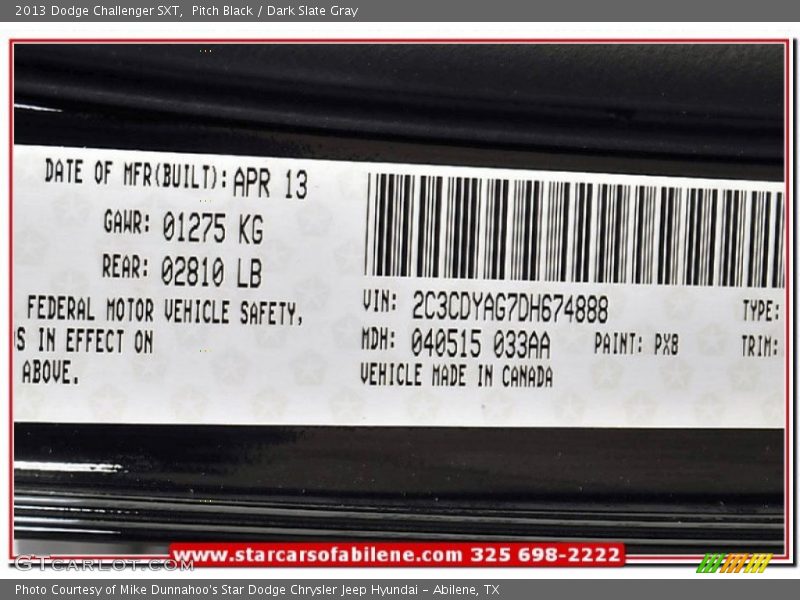 2013 Dodge Challenger SXT, Pitch Black / Dark Slate Gray
DATE OF MFR(BUILT): APR 13
GAWR: 01275 KG
REAR: 02810 LB
FEDERAL MOTOR VEHICLE SAFETY,
S IN EFFECT ON
ABOVE.
VIN: 2C3CDYAG7DH674888 TYPE:
MDH: 040515 033AA PAINT: PX8 TRIM:
VEHICLE MADE IN CANADA
www.starcarsofabilene.com 325 698-2222
GTCARLOT.COM
Photo Courtesy of Mike Dunnahoo's Star Dodge Chrysler Jeep Hyundai - Abilene, TX